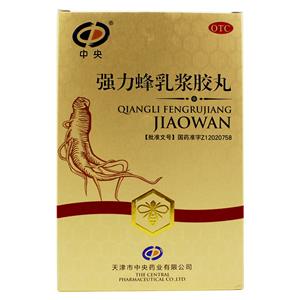 OTC
中央
强力蜂乳浆胶丸
QIANGLI FENGRUJIANG
JIAOWAN
【批准文号】国药准字Z12020758
天津市中央药业有限公司
THE CENTRAL
PHARMACEUTICAL CO.,LTD.